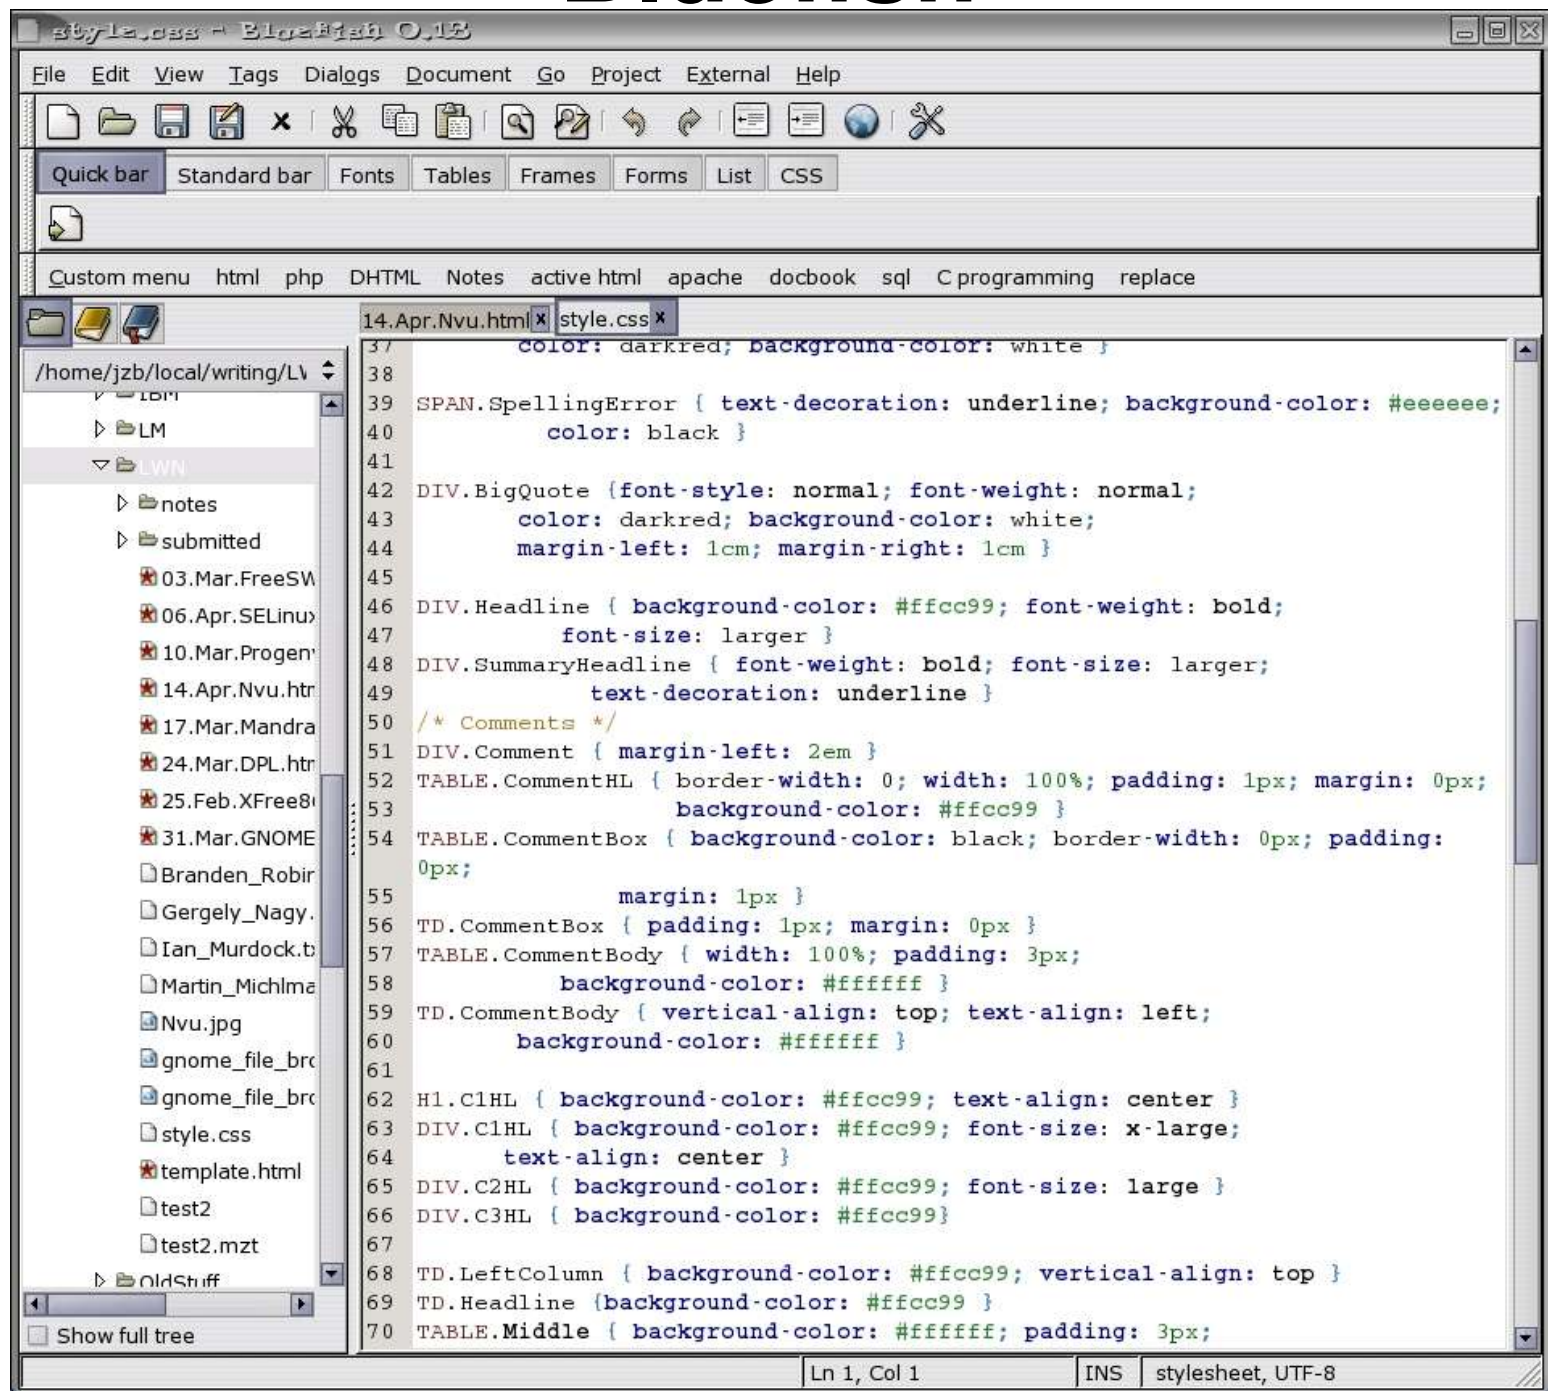 style.css - Bluefish 0.13
File Edit View Tags Dialogs Document Go Project External Help
Quick bar Standard bar Fonts Tables Frames Forms List CSS
Custom menu html php DHTML Notes active html apache docbook sql C programming replace
14.Apr.Nvu.html style.css
/home/jzb/local/writing/LV
IBM
LM
LWN
notes
submitted
03.Mar.FreeSW
06.Apr.SELinux
10.Mar.Progeny
14.Apr.Nvu.htm
17.Mar.Mandra
24.Mar.DPL.htm
25.Feb.XFree8
31.Mar.GNOME
Branden_Robin
Gergely_Nagy.
Ian_Murdock.t
Martin_Michlma
Nvu.jpg
gnome_file_bro
gnome_file_bro
style.css
template.html
test2
test2.mzt
OldStuff
Show full tree
37 color: darkred; background-color: white }
38
39 SPAN.SpellingError { text-decoration: underline; background-color: #eeeeee;
40 color: black }
41
42 DIV.BigQuote {font-style: normal; font-weight: normal;
43 color: darkred; background-color: white;
44 margin-left: 1cm; margin-right: 1cm }
45
46 DIV.Headline { background-color: #ffcc99; font-weight: bold;
47 font-size: larger }
48 DIV.SummaryHeadline { font-weight: bold; font-size: larger;
49 text-decoration: underline }
50 /* Comments */
51 DIV.Comment { margin-left: 2em }
52 TABLE.CommentHL { border-width: 0; width: 100%; padding: 1px; margin: 0px;
53 background-color: #ffcc99 }
54 TABLE.CommentBox { background-color: black; border-width: 0px; padding:
0px;
55 margin: 1px }
56 TD.CommentBox { padding: 1px; margin: 0px }
57 TABLE.CommentBody { width: 100%; padding: 3px;
58 background-color: #ffffff }
59 TD.CommentBody { vertical-align: top; text-align: left;
60 background-color: #ffffff }
61
62 H1.C1HL { background-color: #ffcc99; text-align: center }
63 DIV.C1HL { background-color: #ffcc99; font-size: x-large;
64 text-align: center }
65 DIV.C2HL { background-color: #ffcc99; font-size: large }
66 DIV.C3HL { background-color: #ffcc99}
67
68 TD.LeftColumn { background-color: #ffcc99; vertical-align: top }
69 TD.Headline {background-color: #ffcc99 }
70 TABLE.Middle { background-color: #ffffff; padding: 3px;
Ln 1, Col 1 INS stylesheet, UTF-8